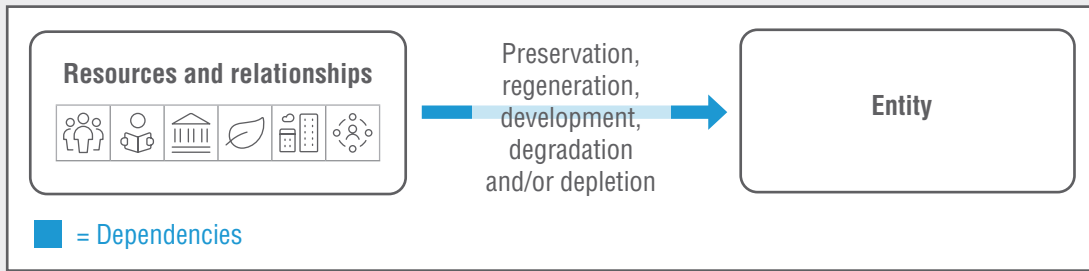 Resources and relationships
Preservation,
regeneration,
development,
degradation
and/or depletion
Entity
= Dependencies